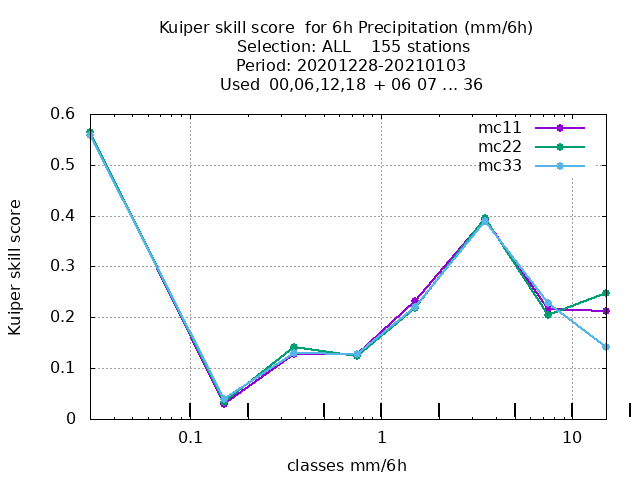 Kuiper skill score  for 6h Precipitation (mm/6h)
Selection: ALL    155 stations
Period: 20201228-20210103
Used  00,06,12,18  + 06 07 ... 36
mc11
mc22
mc33
Kuiper skill score
0.6
0.5
0.4
0.3
0.2
0.1
0
0.1 1 10
classes mm/6h